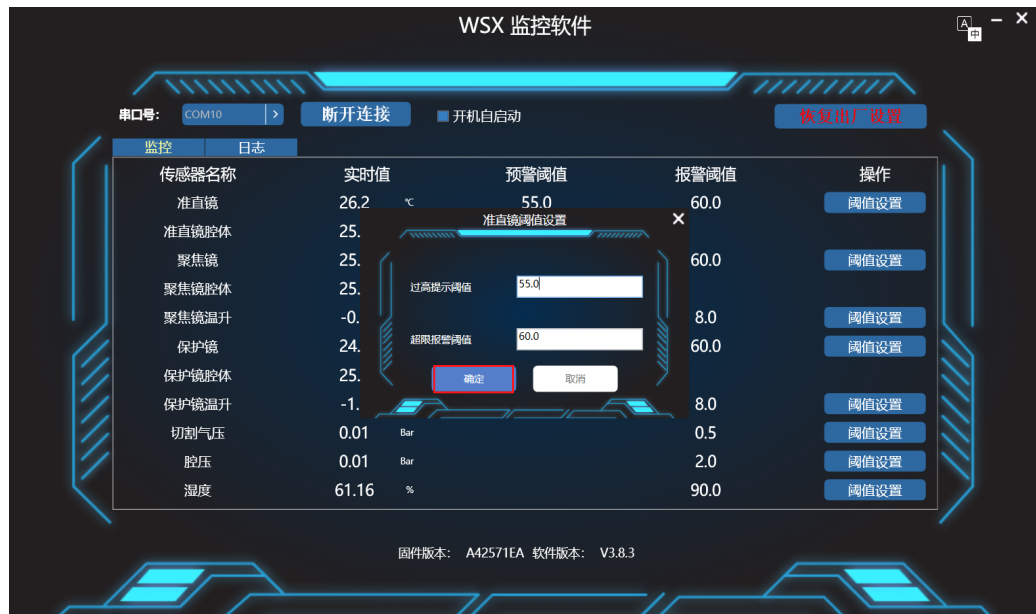 WSX 监控软件
A 中
串口号: COM10 > 断开连接 开机自启动 恢复出厂设置
监控 日志
传感器名称 实时值 预警阈值 报警阈值 操作
准直镜 26.2 ℃ 55.0 60.0 阈值设置
准直镜阈值设置
准直镜腔体 25.
聚焦镜 25. 60.0 阈值设置
过高提示阈值 55.0
聚焦镜腔体 25.
聚焦镜温升 -0. 8.0 阈值设置
超限报警阈值 60.0
保护镜 24. 60.0 阈值设置
保护镜腔体 25.
确定 取消
保护镜温升 -1. 8.0 阈值设置
切割气压 0.01 Bar 0.5 阈值设置
腔压 0.01 Bar 2.0 阈值设置
湿度 61.16 % 90.0 阈值设置
固件版本: A42571EA 软件版本: V3.8.3